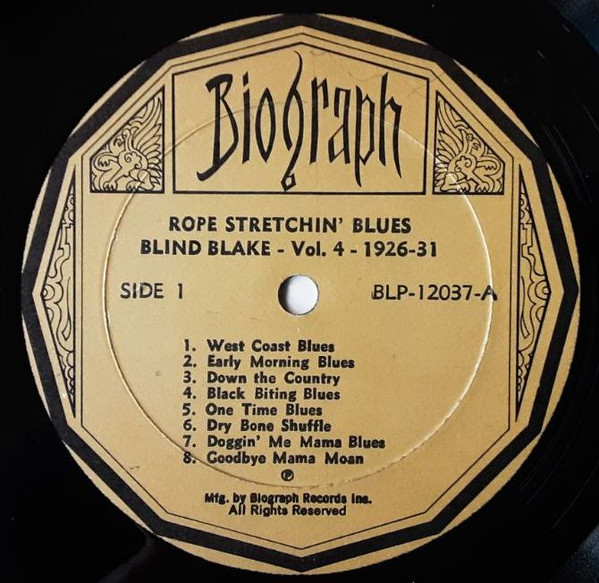 Biograph
ROPE STRETCHIN' BLUES
BLIND BLAKE - Vol. 4 - 1926-31
SIDE 1
BLP-12037-A
1. West Coast Blues
2. Early Morning Blues
3. Down the Country
4. Black Biting Blues
5. One Time Blues
6. Dry Bone Shuffle
7. Doggin' Me Mama Blues
8. Goodbye Mama Moan
℗
Mfg. by Biograph Records Inc.
All Rights Reserved